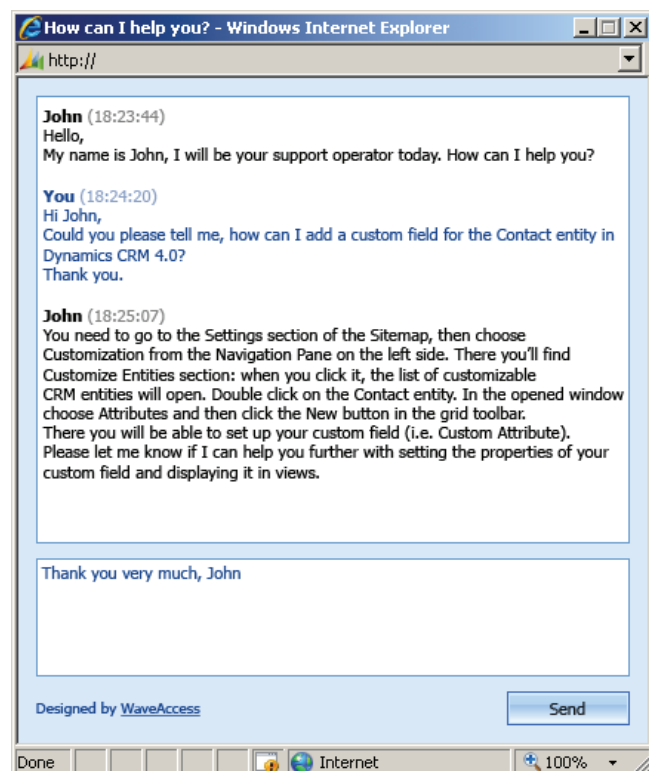 How can I help you? - Windows Internet Explorer
http://
John (18:23:44)
Hello,
My name is John, I will be your support operator today. How can I help you?
You (18:24:20)
Hi John,
Could you please tell me, how can I add a custom field for the Contact entity in
Dynamics CRM 4.0?
Thank you.
John (18:25:07)
You need to go to the Settings section of the Sitemap, then choose
Customization from the Navigation Pane on the left side. There you'll find
Customize Entities section: when you click it, the list of customizable
CRM entities will open. Double click on the Contact entity. In the opened window
choose Attributes and then click the New button in the grid toolbar.
There you will be able to set up your custom field (i.e. Custom Attribute).
Please let me know if I can help you further with setting the properties of your
custom field and displaying it in views.
Thank you very much, John
Designed by WaveAccess
Send
Done
Internet
100%